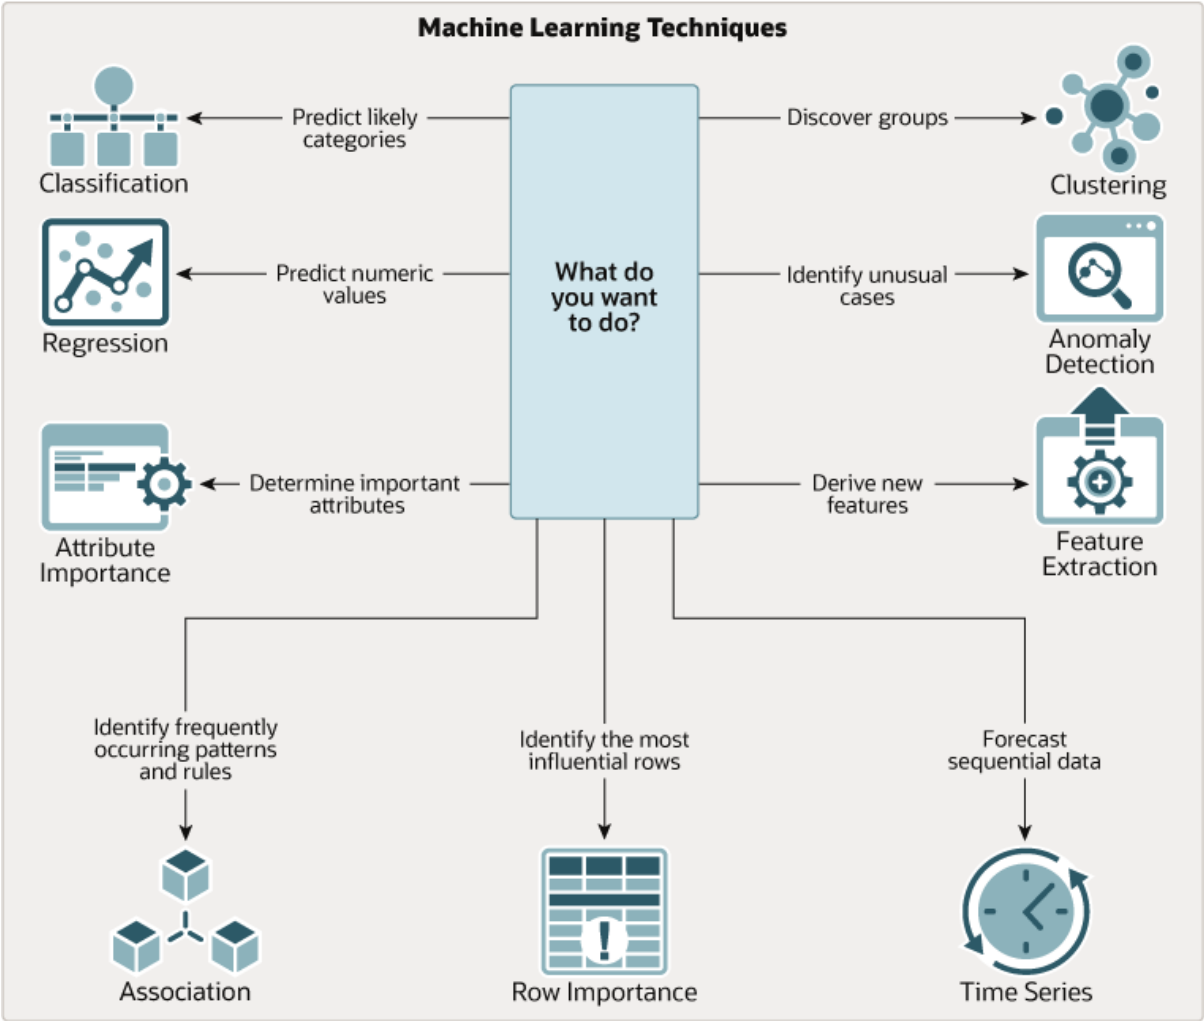 Machine Learning Techniques
Predict likely
categories
Classification
Discover groups
Clustering
Predict numeric
values
Regression
What do
you want
to do?
Identify unusual
cases
Anomaly
Detection
Determine important
attributes
Attribute
Importance
Derive new
features
Feature
Extraction
Identify frequently
occurring patterns
and rules
Association
Identify the most
influential rows
Row Importance
Forecast
sequential data
Time Series